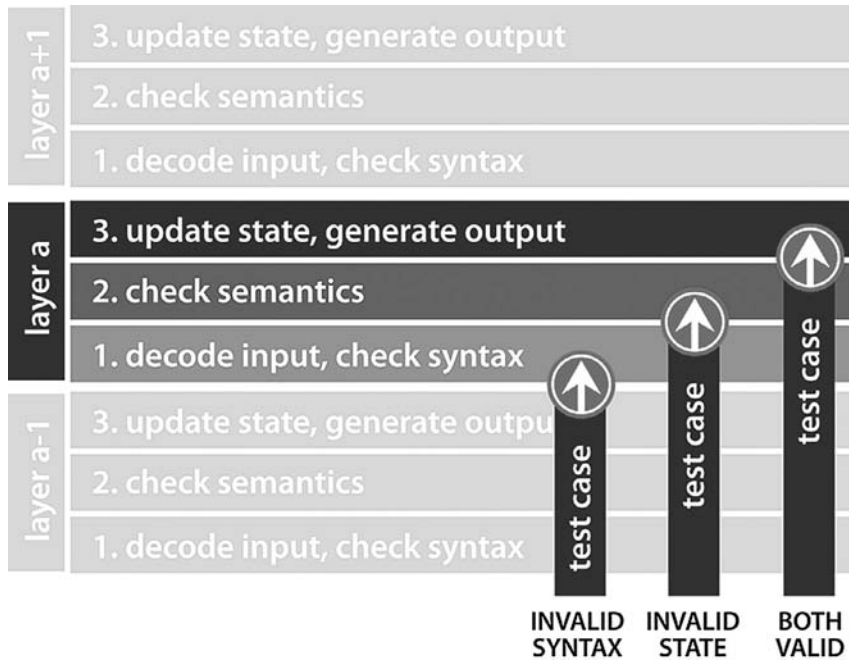 layer a+1
3. update state, generate output
2. check semantics
1. decode input, check syntax
layer a
3. update state, generate output
2. check semantics
1. decode input, check syntax
layer a-1
3. update state, generate outpu
2. check semantics
1. decode input, check syntax
test case
test case
test case
INVALID SYNTAX
INVALID STATE
BOTH VALID